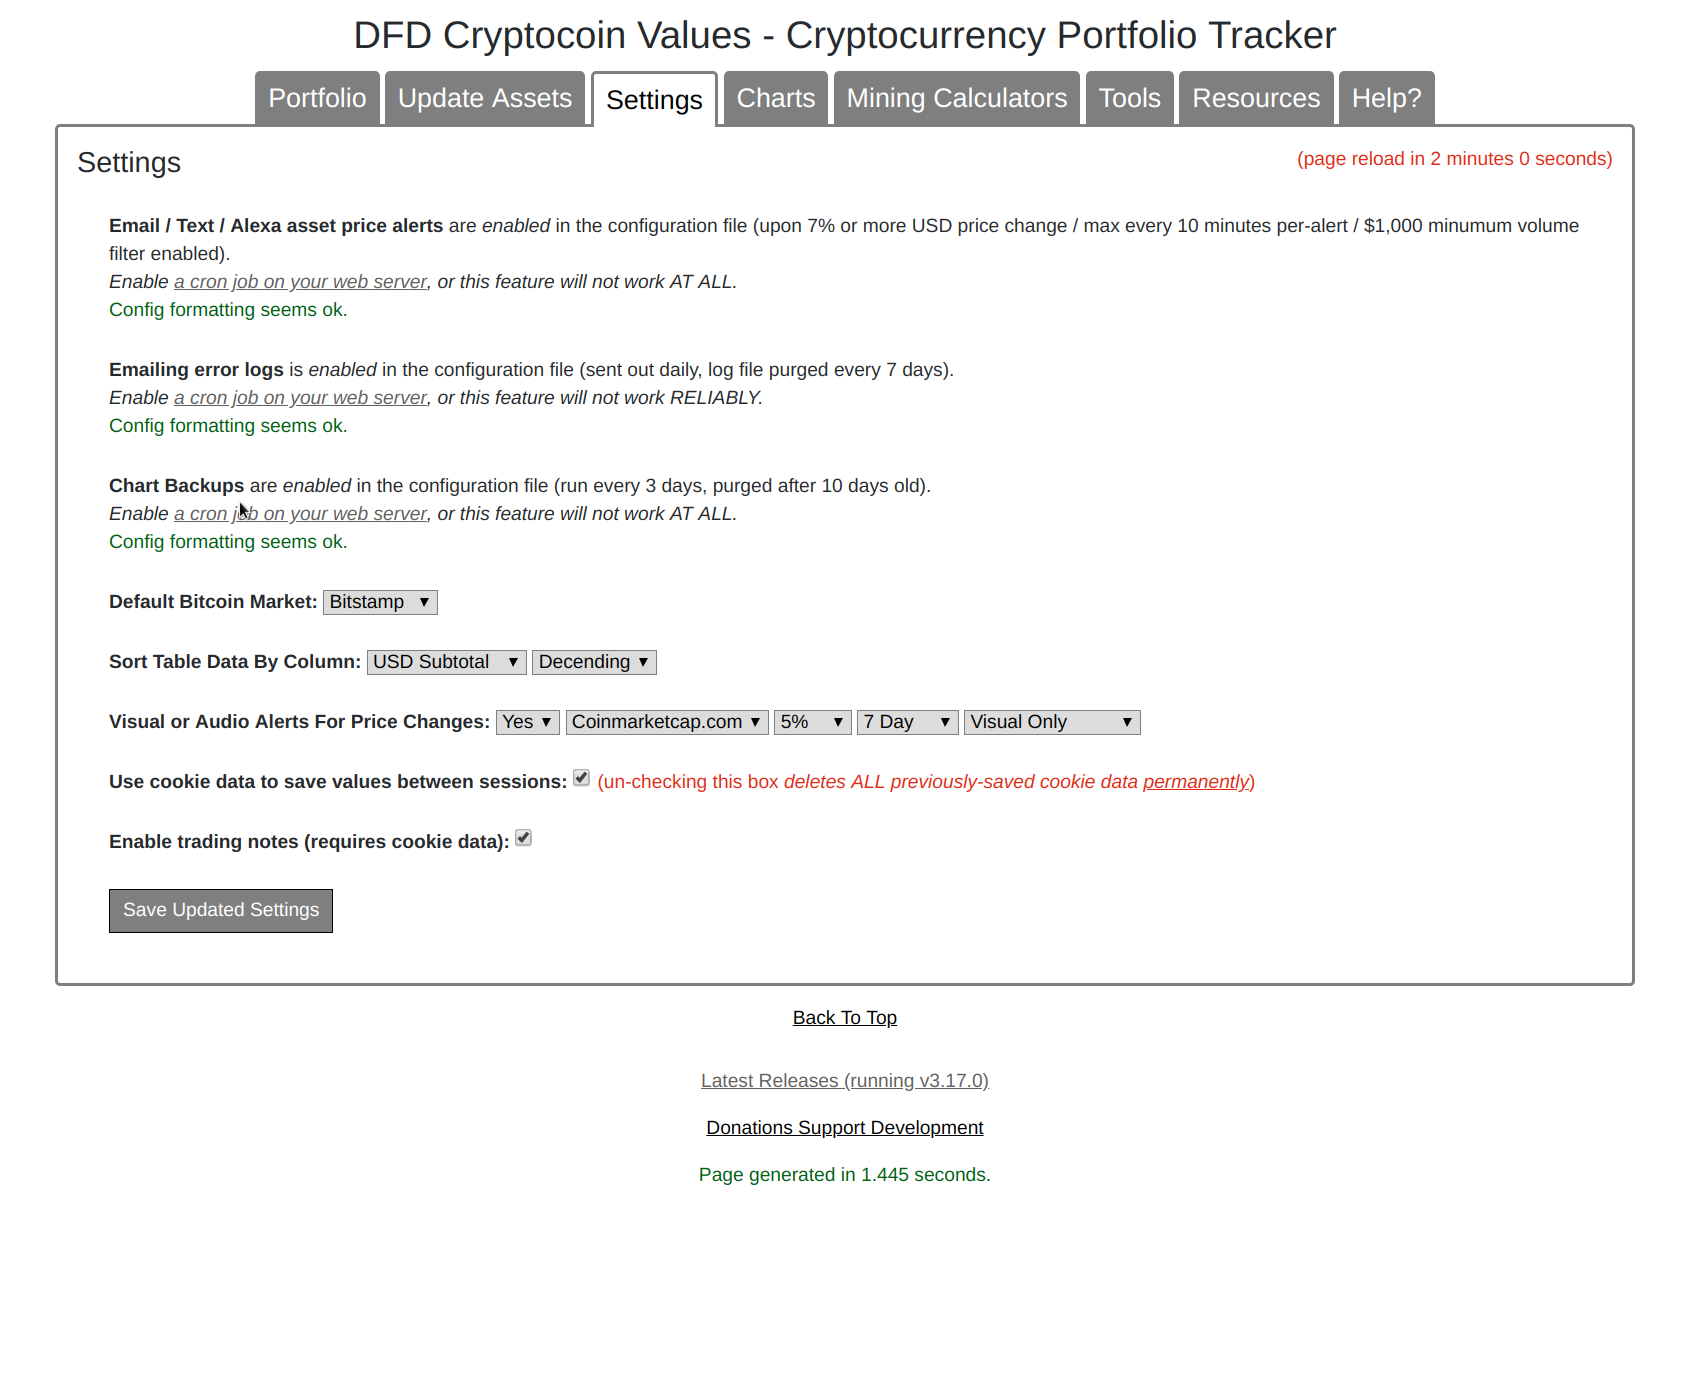 DFD Cryptocoin Values - Cryptocurrency Portfolio Tracker
Portfolio Update Assets Settings Charts Mining Calculators Tools Resources Help?
Settings
(page reload in 2 minutes 0 seconds)
Email / Text / Alexa asset price alerts are enabled in the configuration file (upon 7% or more USD price change / max every 10 minutes per-alert / $1,000 minumum volume
filter enabled).
Enable a cron job on your web server, or this feature will not work AT ALL.
Config formatting seems ok.
Emailing error logs is enabled in the configuration file (sent out daily, log file purged every 7 days).
Enable a cron job on your web server, or this feature will not work RELIABLY.
Config formatting seems ok.
Chart Backups are enabled in the configuration file (run every 3 days, purged after 10 days old).
Enable a cron job on your web server, or this feature will not work AT ALL.
Config formatting seems ok.
Default Bitcoin Market: Bitstamp
Sort Table Data By Column: USD Subtotal Decending
Visual or Audio Alerts For Price Changes: Yes Coinmarketcap.com 5% 7 Day Visual Only
Use cookie data to save values between sessions: (un-checking this box deletes ALL previously-saved cookie data permanently)
Enable trading notes (requires cookie data):
Save Updated Settings
Back To Top
Latest Releases (running v3.17.0)
Donations Support Development
Page generated in 1.445 seconds.